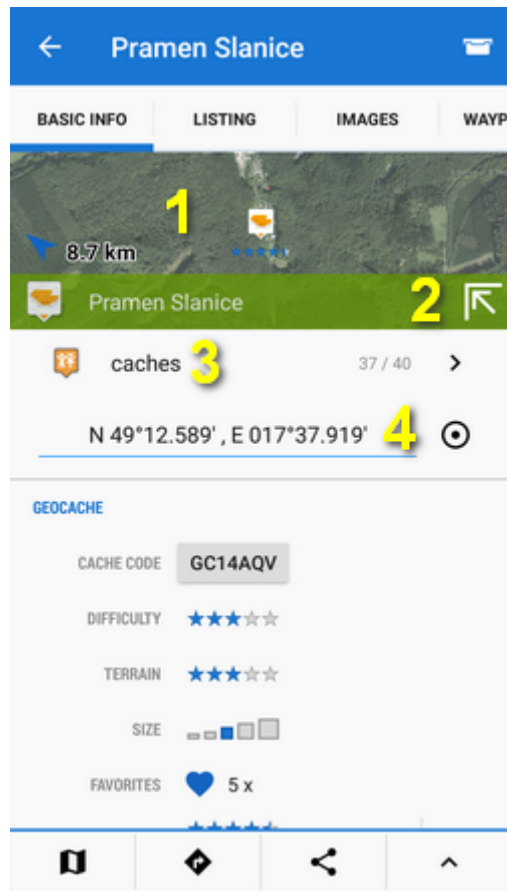 Pramen Slanice
BASIC INFO LISTING IMAGES WAYP
1
8.7 km
Pramen Slanice 2
caches 3 37 / 40
N 49°12.589' , E 017°37.919' 4
GEOCACHE
CACHE CODE GC14AQV
DIFFICULTY
TERRAIN
SIZE
FAVORITES 5 x